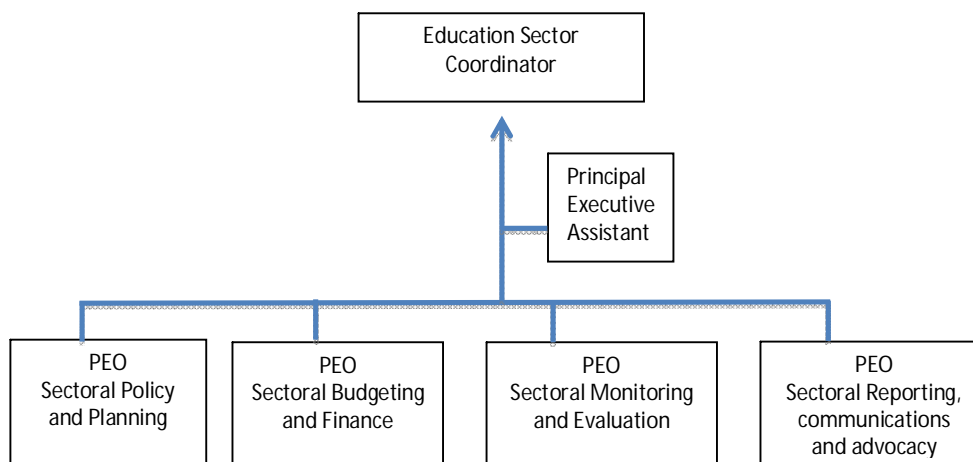 Education Sector
Coordinator
Principal
Executive
Assistant
PEO
Sectoral Policy
and Planning
PEO
Sectoral Budgeting
and Finance
PEO
Sectoral Monitoring
and Evaluation
PEO
Sectoral Reporting,
communications
and advocacy